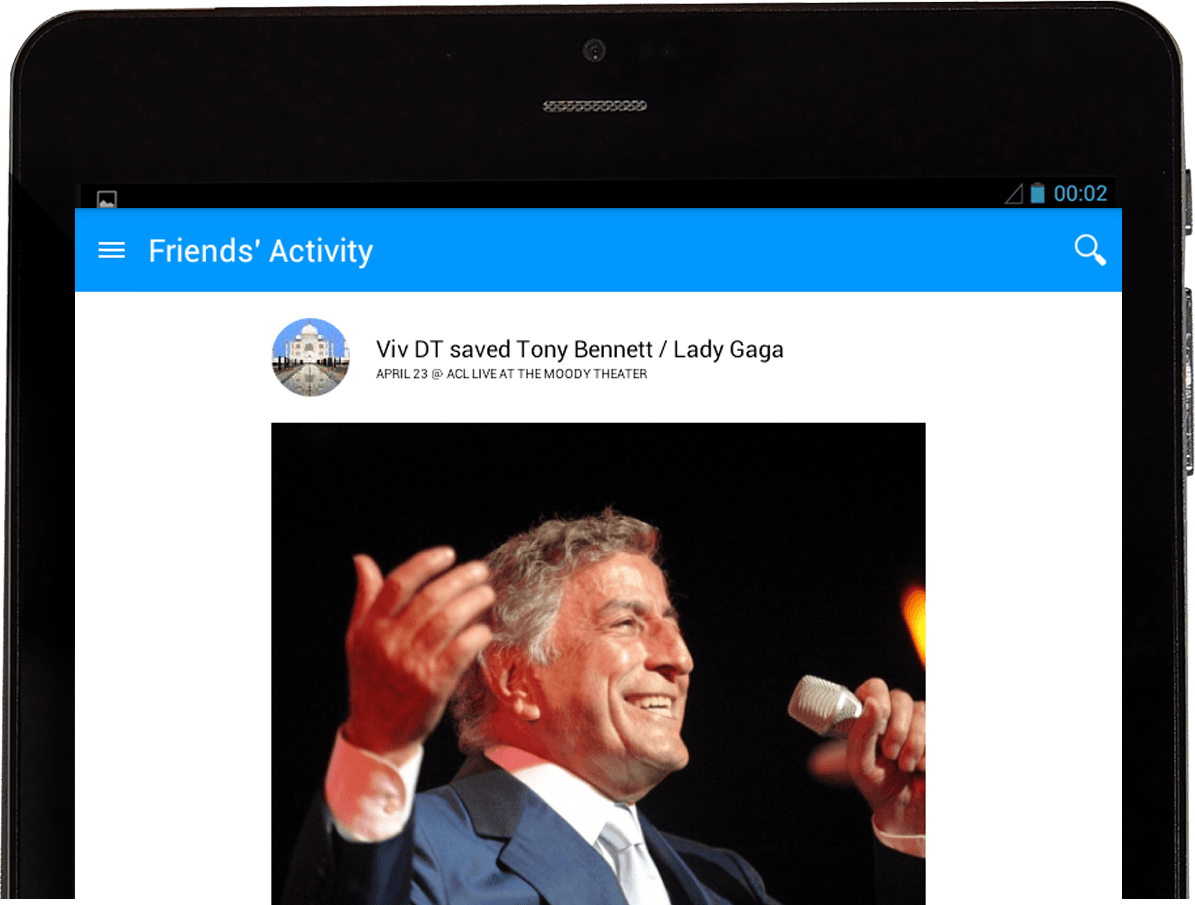 00:02
Friends' Activity
Viv DT saved Tony Bennett / Lady Gaga
APRIL 23 @ ACL LIVE AT THE MOODY THEATER